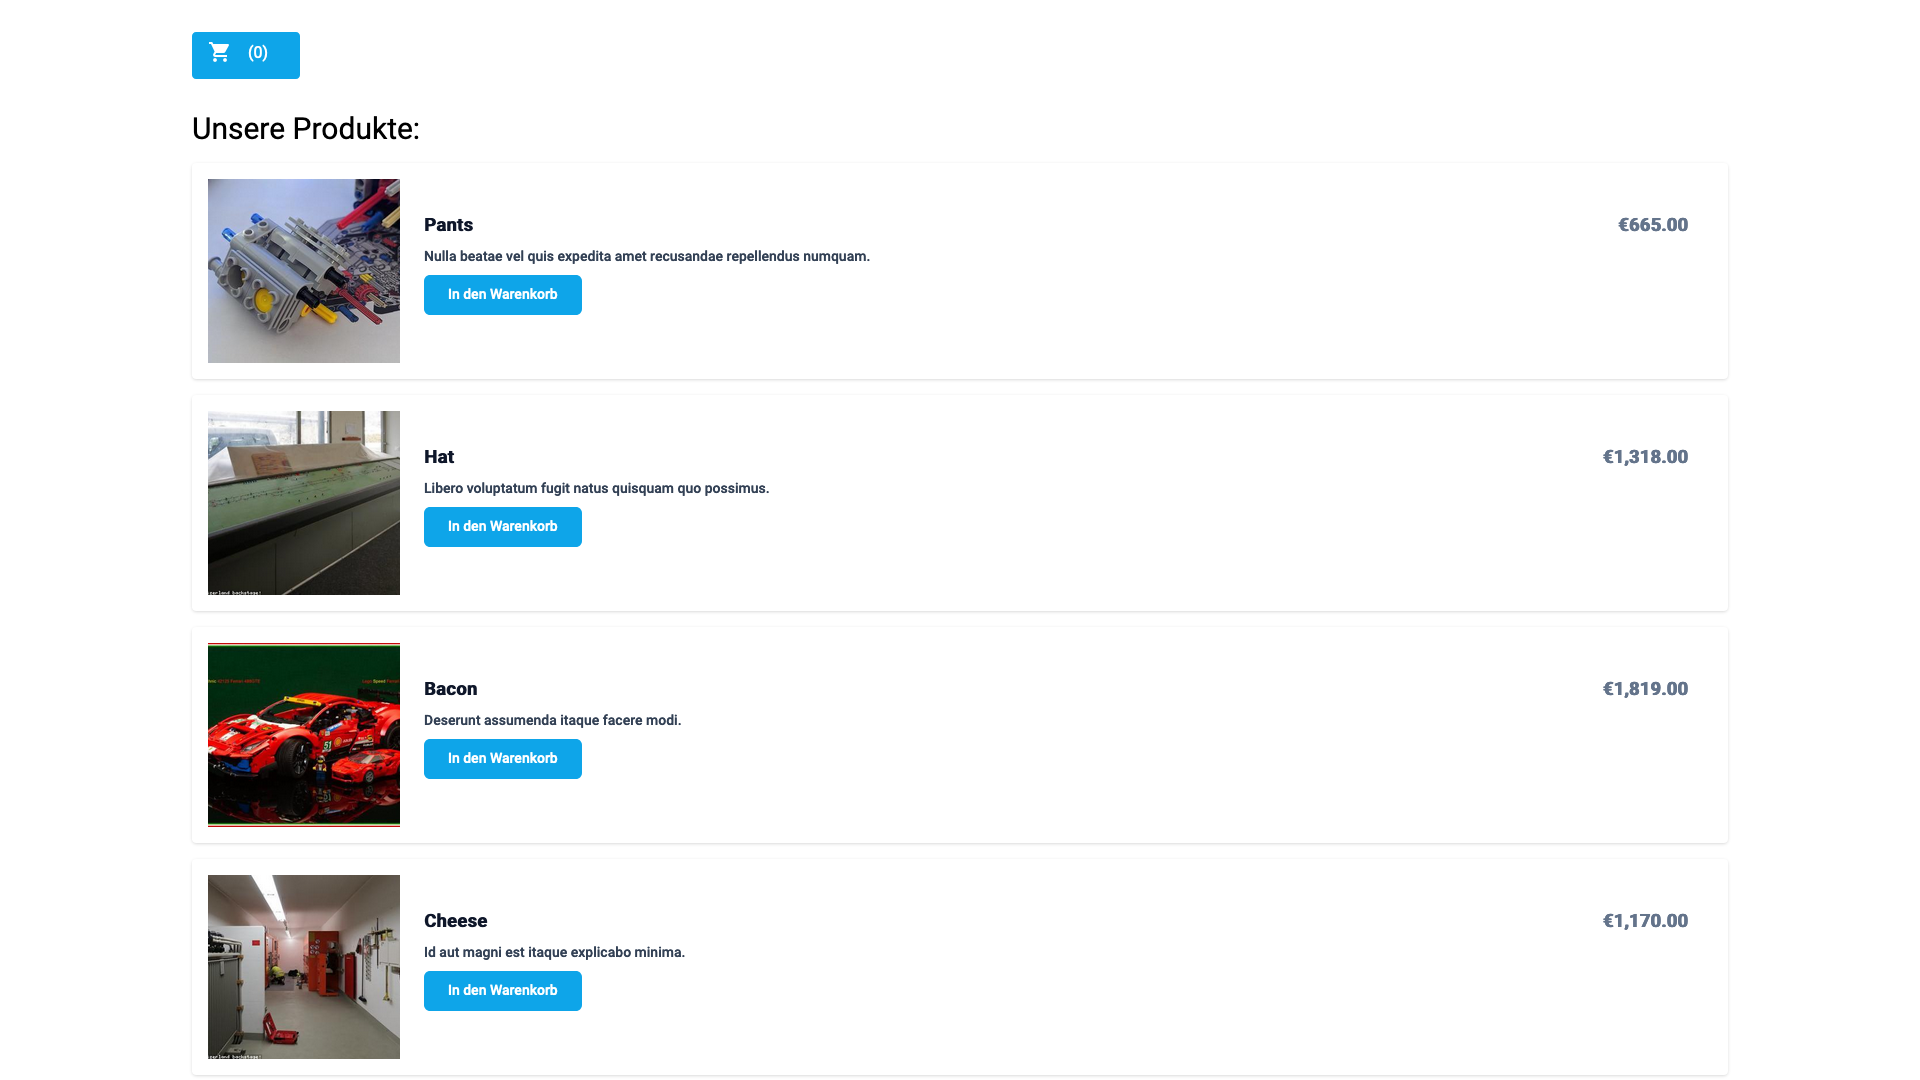 (0)
Unsere Produkte:
Pants
€665.00
Nulla beatae vel quis expedita amet recusandae repellendus numquam.
In den Warenkorb
Hat
€1,318.00
Libero voluptatum fugit natus quisquam quo possimus.
In den Warenkorb
Bacon
€1,819.00
Deserunt assumenda itaque facere modi.
In den Warenkorb
51
Cheese
€1,170.00
Id aut magni est itaque explicabo minima.
In den Warenkorb